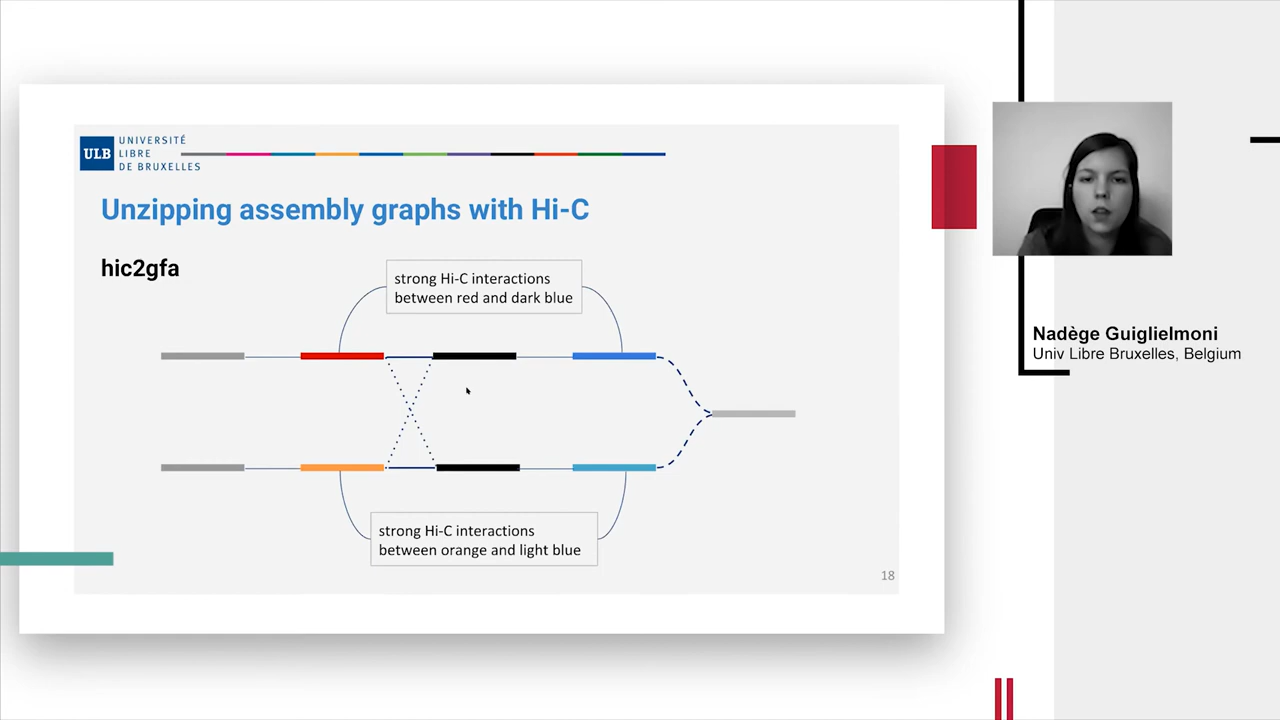 ULB
UNIVERSITÉ
LIBRE
DE BRUXELLES
Unzipping assembly graphs with Hi-C
hic2gfa
strong Hi-C interactions
between red and dark blue
strong Hi-C interactions
between orange and light blue
18
Nadège Guiglielmoni
Univ Libre Bruxelles, Belgium